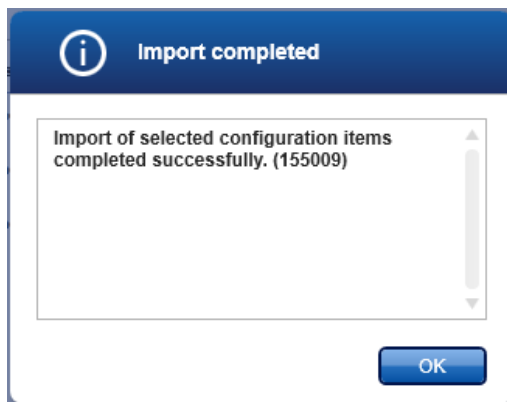 Import completed
Import of selected configuration items
completed successfully. (155009)
OK